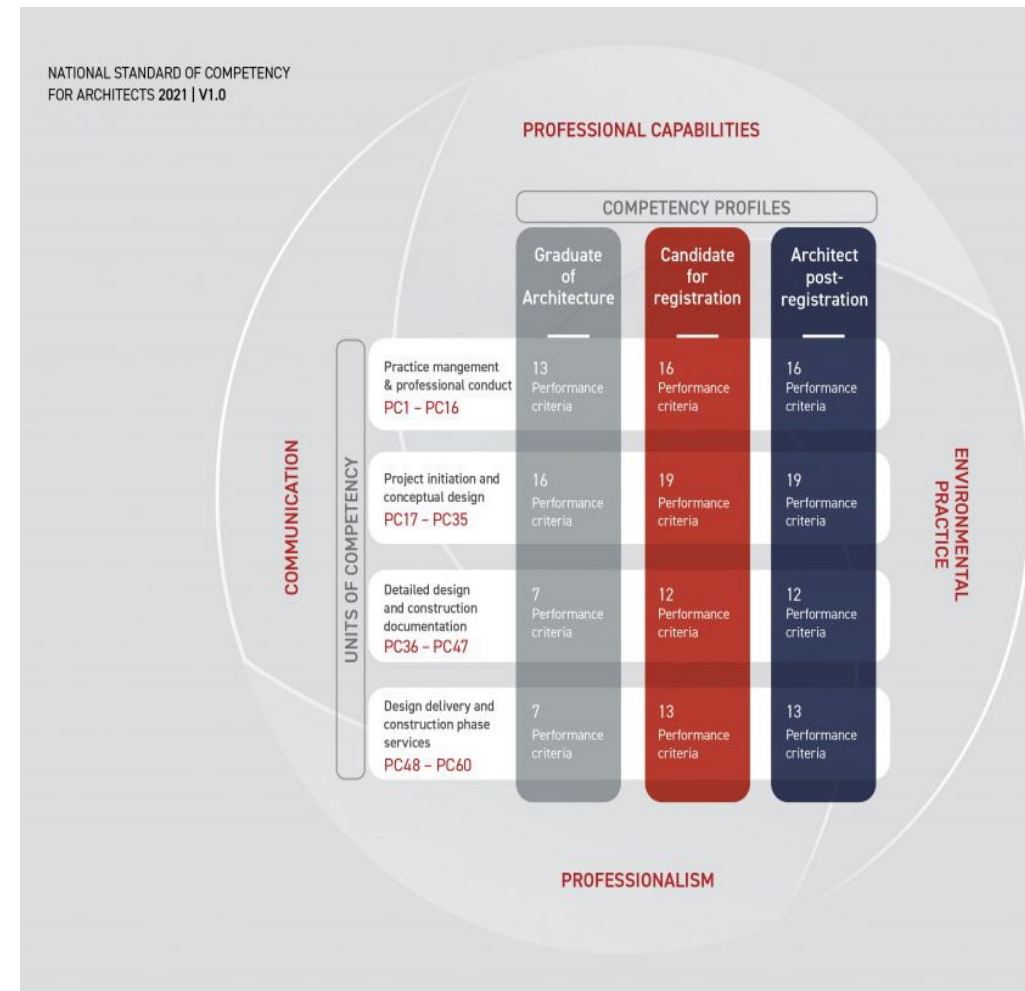 NATIONAL STANDARD OF COMPETENCY
FOR ARCHITECTS 2021 | V1.0
PROFESSIONAL CAPABILITIES
COMPETENCY PROFILES
Graduate
of
Architecture
Candidate
for
registration
Architect
post-
registration
COMMUNICATION
UNITS OF COMPETENCY
Practice mangement
& professional conduct
PC1 – PC16
13
Performance
criteria
16
Performance
criteria
16
Performance
criteria
Project initiation and
conceptual design
PC17 – PC35
16
Performance
criteria
19
Performance
criteria
19
Performance
criteria
Detailed design
and construction
documentation
PC36 – PC47
7
Performance
criteria
12
Performance
criteria
12
Performance
criteria
Design delivery and
construction phase
services
PC48 – PC60
7
Performance
criteria
13
Performance
criteria
13
Performance
criteria
ENVIRONMENTAL
PRACTICE
PROFESSIONALISM